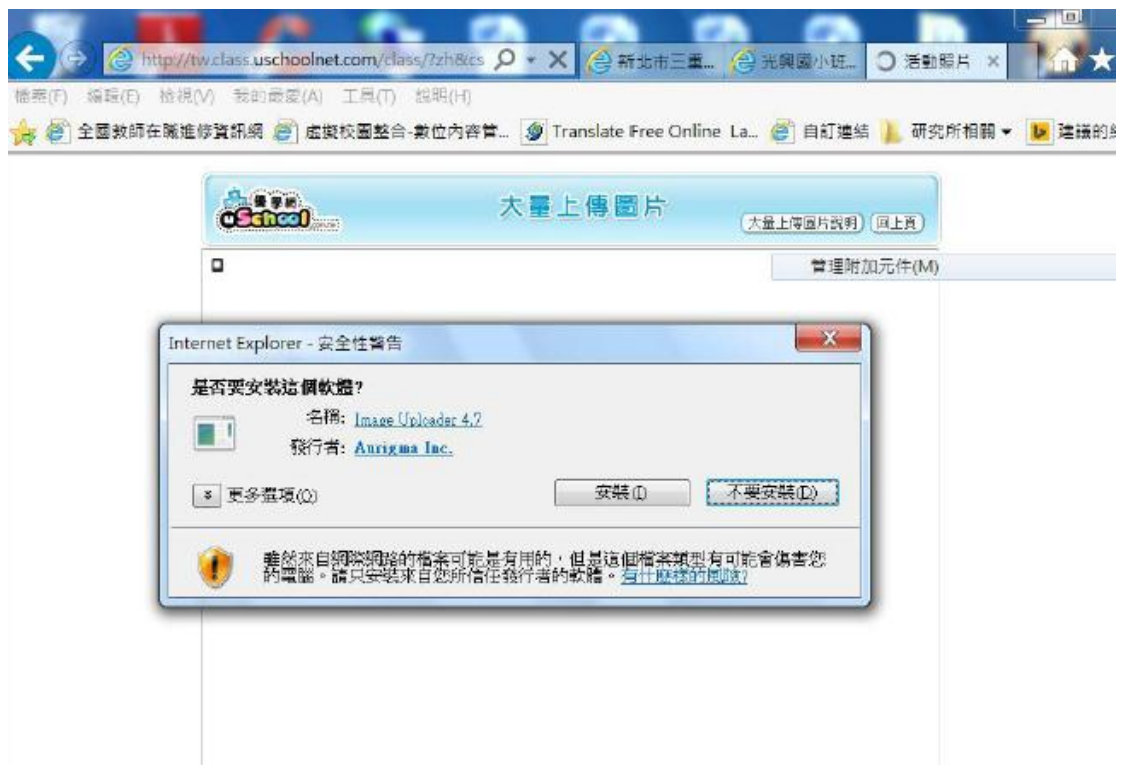 http://tw.class.uschoolnet.com/class/?zh&cs
新北市三重...
光興國小班...
活動照片
檔案(F) 編輯(E) 檢視(V) 我的最愛(A) 工具(T) 說明(H)
全國教師在職進修資訊網
虛擬校園整合-數位內容管...
Translate Free Online La...
自訂連結
研究所相關
建議的
優學網
uSchool
大量上傳圖片
大量上傳圖片說明
回上頁
管理附加元件(M)
Internet Explorer - 安全性警告
是否要安裝這個軟體?
名稱: Image Uploader 4.7
發行者: Aurigma Inc.
更多選項(O)
安裝(I)
不要安裝(D)
雖然來自網際網路的檔案可能是有用的，但是這個檔案類型有可能會傷害您
的電腦。請只安裝來自您所信任發行者的軟體。有什麼樣的風險?